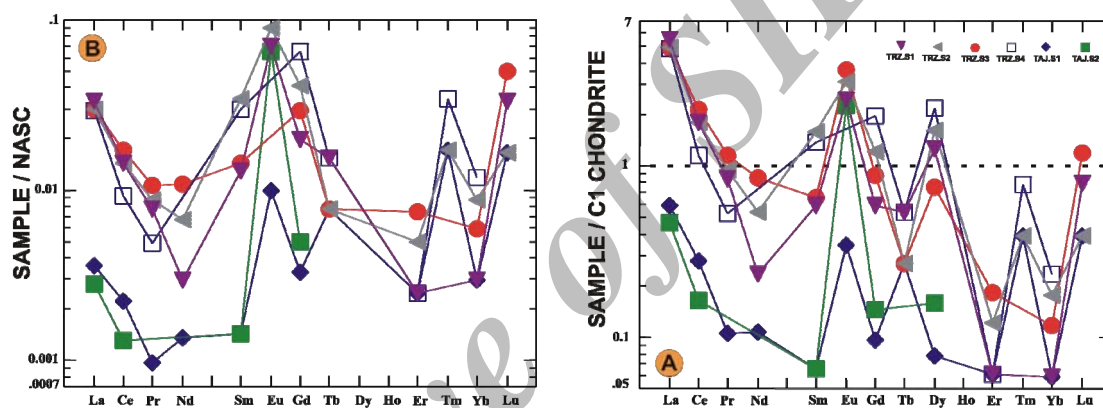 .1
B
0.01
0.001
.0007
SAMPLE / NASC
La Ce Pr Nd Sm Eu Gd Tb Dy Ho Er Tm Yb Lu
7
TRZ.S1 TRZ.S2 TRZ.S3 TRZ.S4 TAJ.S1 TAJ.S2
1
0.1
.05
SAMPLE / C1 CHONDRITE
A
La Ce Pr Nd Sm Eu Gd Tb Dy Ho Er Tm Yb Lu